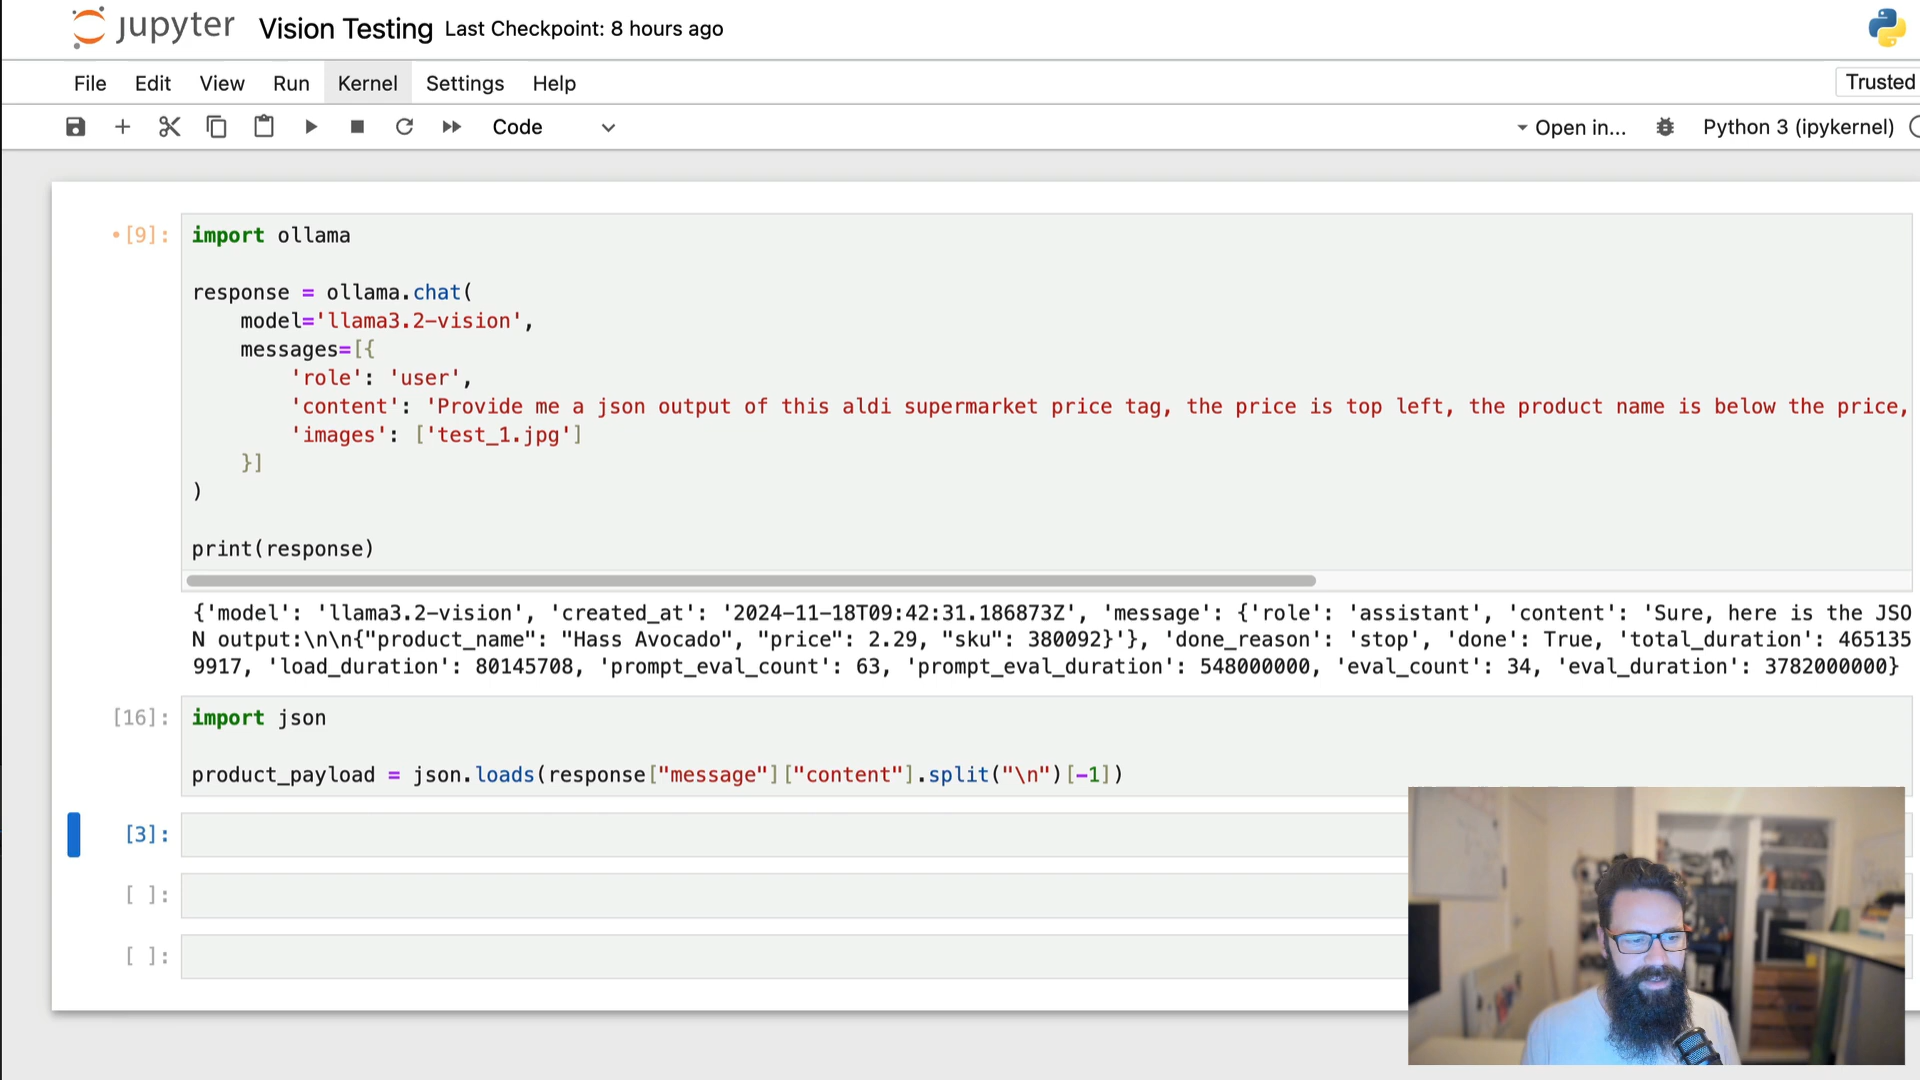 jupyter Vision Testing Last Checkpoint: 8 hours ago
File Edit View Run Kernel Settings Help Trusted
Code Open in... Python 3 (ipykernel)
[9]: import ollama
response = ollama.chat(
model='llama3.2-vision',
messages=[{
'role': 'user',
'content': 'Provide me a json output of this aldi supermarket price tag, the price is top left, the product name is below the price,
'images': ['test_1.jpg']
}]
)
print(response)
{'model': 'llama3.2-vision', 'created_at': '2024-11-18T09:42:31.186873Z', 'message': {'role': 'assistant', 'content': 'Sure, here is the JSO
N output:\n\n{"product_name": "Hass Avocado", "price": 2.29, "sku": 380092}'}, 'done_reason': 'stop', 'done': True, 'total_duration': 465135
9917, 'load_duration': 80145708, 'prompt_eval_count': 63, 'prompt_eval_duration': 548000000, 'eval_count': 34, 'eval_duration': 3782000000}
[16]: import json
product_payload = json.loads(response["message"]["content"].split("\n")[-1])
[3]:
[ ]:
[ ]: